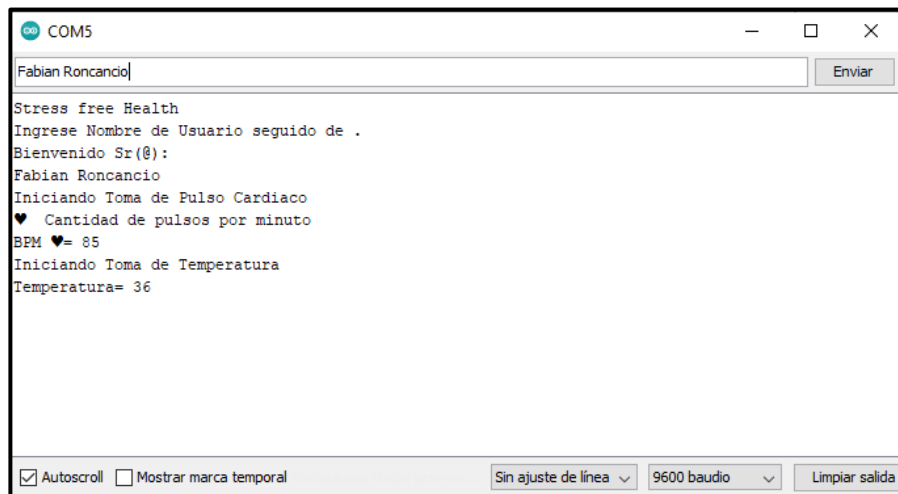 COM5
Fabian Roncancio
Enviar
Stress free Health
Ingrese Nombre de Usuario seguido de .
Bienvenido Sr(@):
Fabian Roncancio
Iniciando Toma de Pulso Cardiaco
♥ Cantidad de pulsos por minuto
BPM ♥= 85
Iniciando Toma de Temperatura
Temperatura= 36
Autoscroll Mostrar marca temporal Sin ajuste de línea 9600 baudio Limpiar salida